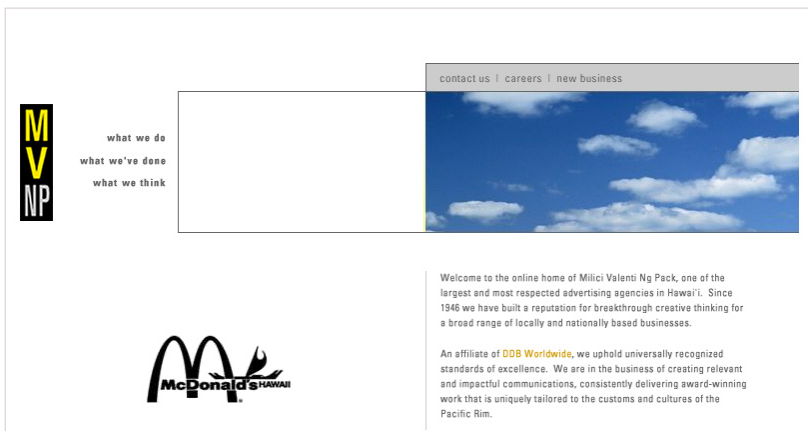 contact us | careers | new business
M
V
NP
what we do
what we've done
what we think
Welcome to the online home of Milici Valenti Ng Pack, one of the
largest and most respected advertising agencies in Hawai'i.  Since
1946 we have built a reputation for breakthrough creative thinking for
a broad range of locally and nationally based businesses.
An affiliate of DDB Worldwide, we uphold universally recognized
standards of excellence.  We are in the business of creating relevant
and impactful communications, consistently delivering award-winning
work that is uniquely tailored to the customs and cultures of the
Pacific Rim.
McDonald's HAWAII